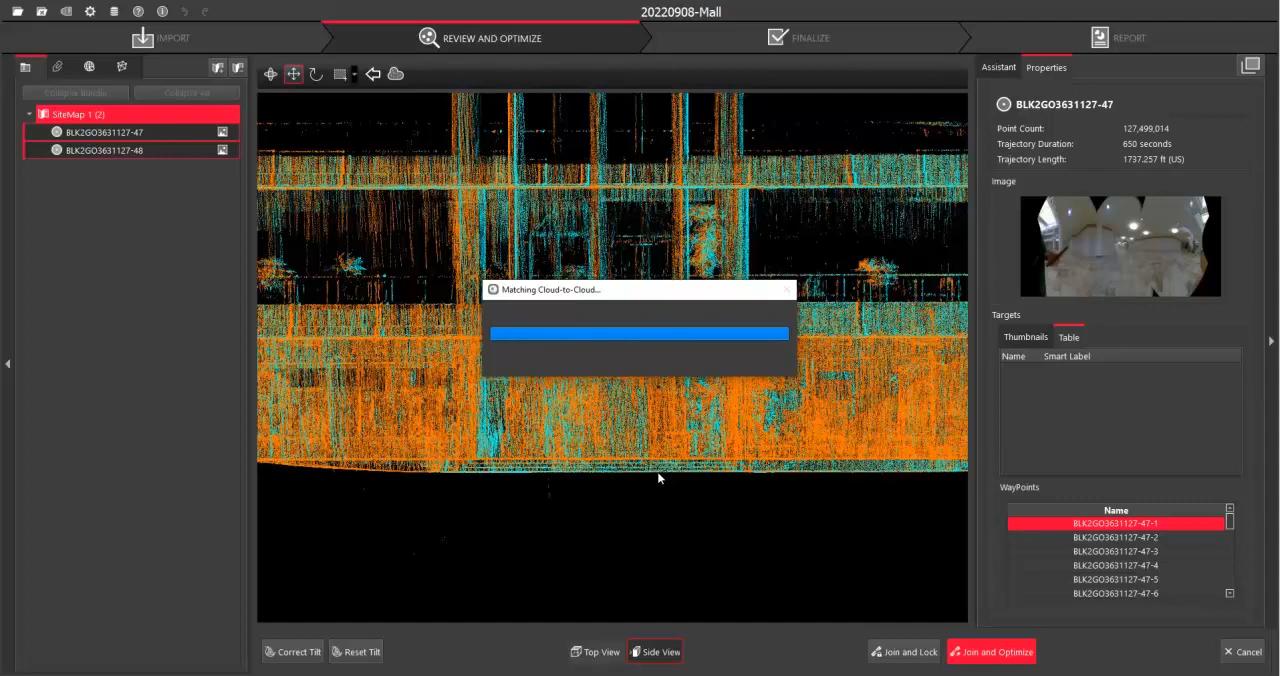 20220908-Mall
IMPORT
REVIEW AND OPTIMIZE
FINALIZE
REPORT
Collapse Bundle
Collapse All
SiteMap 1 (2)
BLK2GO3631127-47
BLK2GO3631127-48
Matching Cloud-to-Cloud...
Assistant
Properties
BLK2GO3631127-47
Point Count: 127,499,014
Trajectory Duration: 650 seconds
Trajectory Length: 1737.257 ft (US)
Image
Targets
Thumbnails
Table
Name Smart Label
WayPoints
Name
BLK2GO3631127-47-1
BLK2GO3631127-47-2
BLK2GO3631127-47-3
BLK2GO3631127-47-4
BLK2GO3631127-47-5
BLK2GO3631127-47-6
Correct Tilt
Reset Tilt
Top View
Side View
Join and Lock
Join and Optimize
Cancel